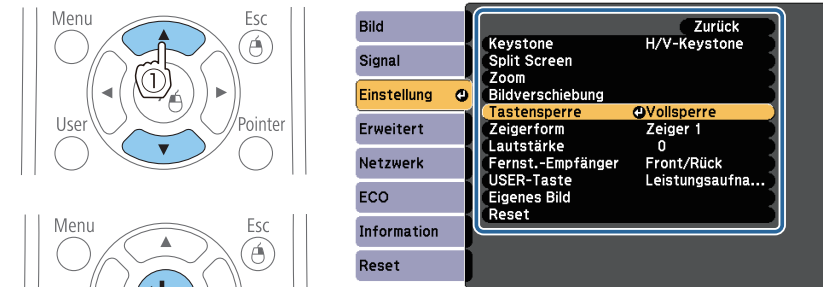 Menu
Esc
1
User
Pointer
Menu
Esc
Bild
Signal
Einstellung
Erweitert
Netzwerk
ECO
Information
Reset
Zurück
Keystone H/V-Keystone
Split Screen
Zoom
Bildverschiebung
Tastensperre Vollsperre
Zeigerform Zeiger 1
Lautstärke 0
Fernst.-Empfänger Front/Rück
USER-Taste Leistungsaufna...
Eigenes Bild
Reset